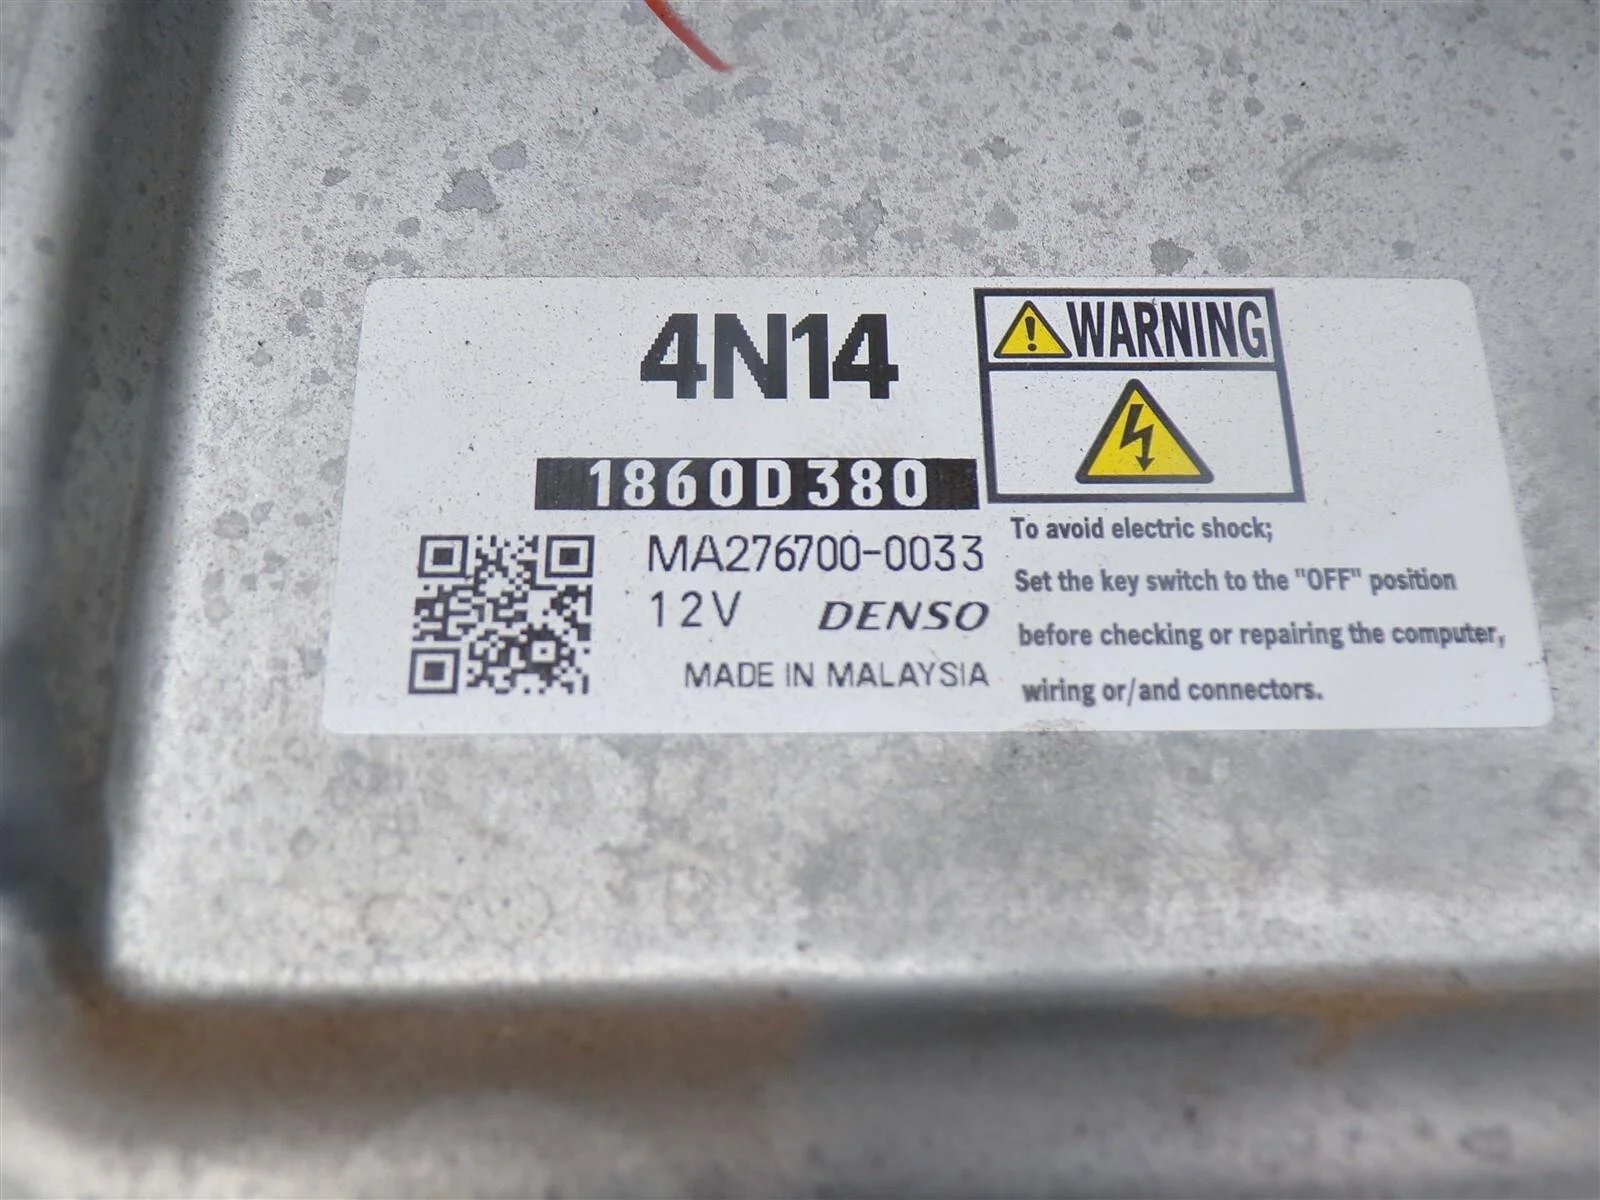 4N14
1860D380
MA276700-0033
12V DENSO
MADE IN MALAYSIA
WARNING
To avoid electric shock;
Set the key switch to the "OFF" position
before checking or repairing the computer,
wiring or/and connectors.